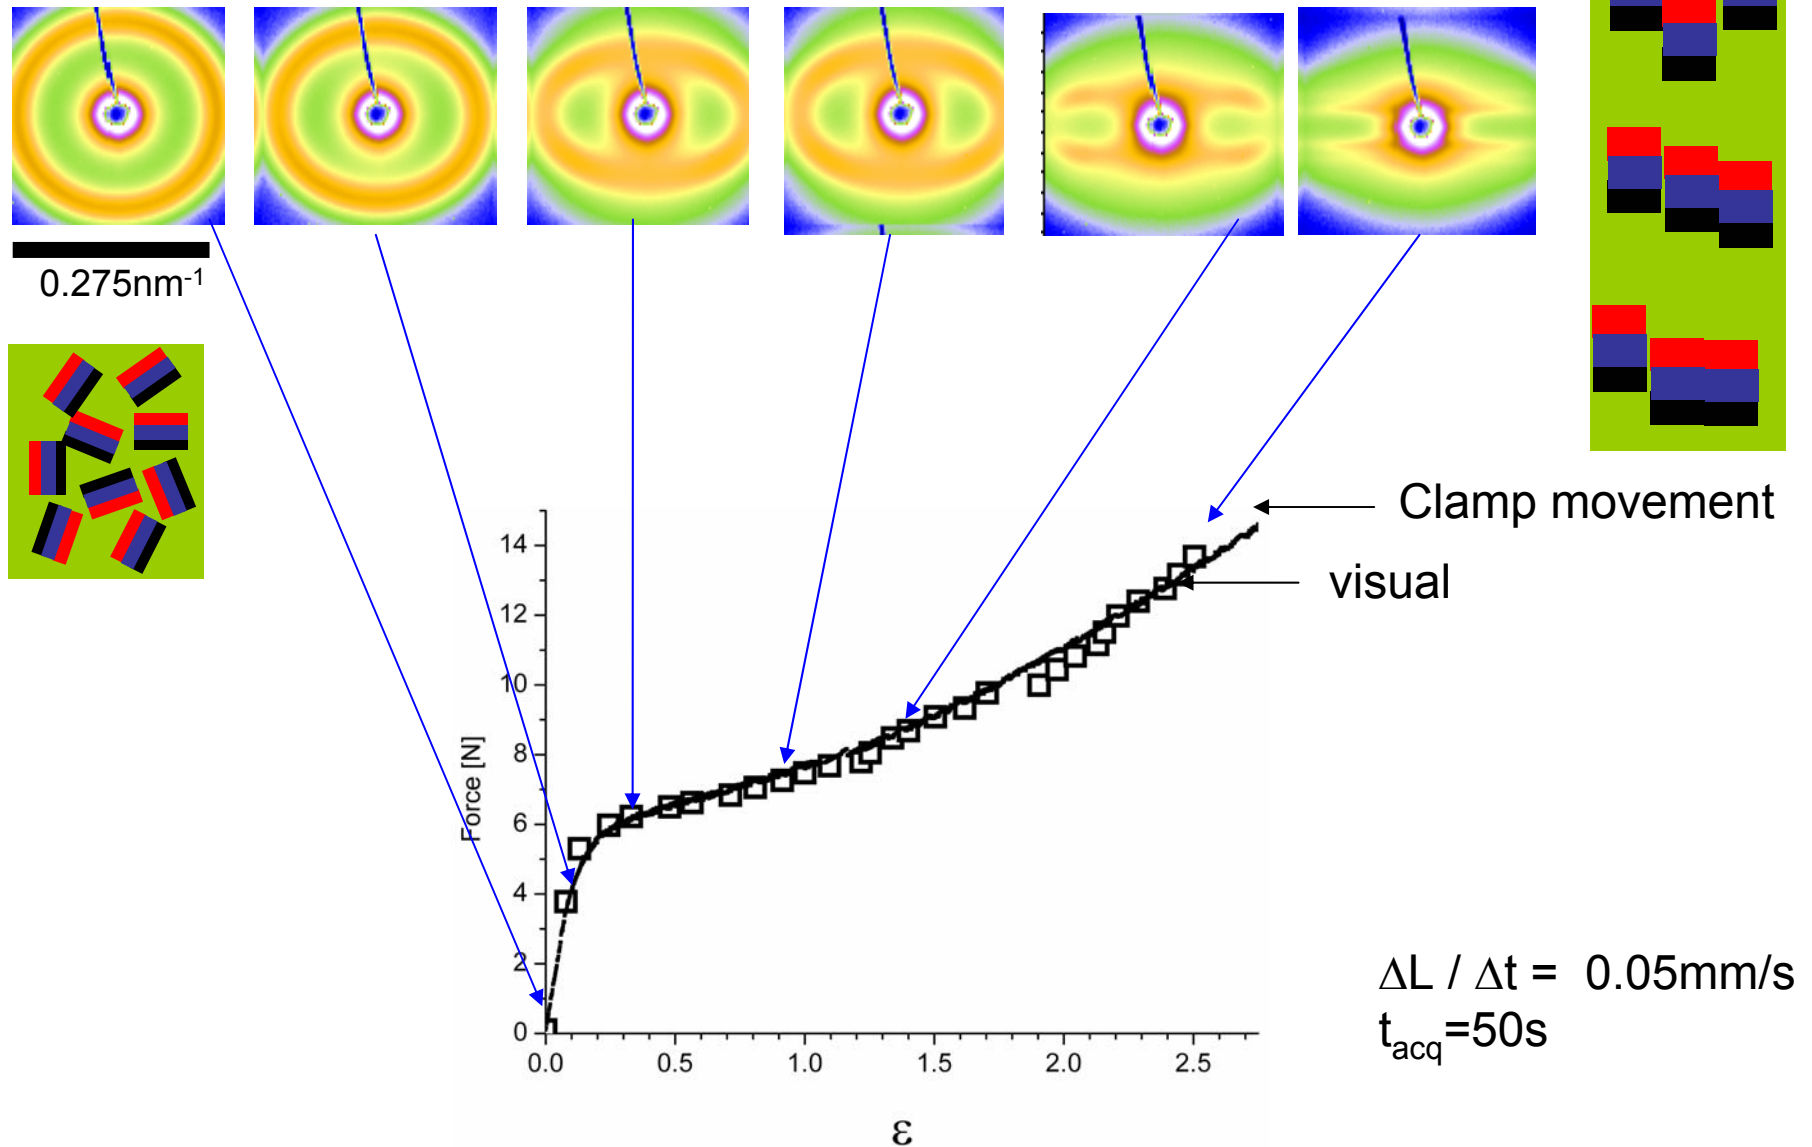 0.275nm⁻¹
Clamp movement
visual
Force [N]
14
12
10
8
6
4
2
0
0.0 0.5 1.0 1.5 2.0 2.5
ε
ΔL / Δt = 0.05mm/s
t_acq=50s